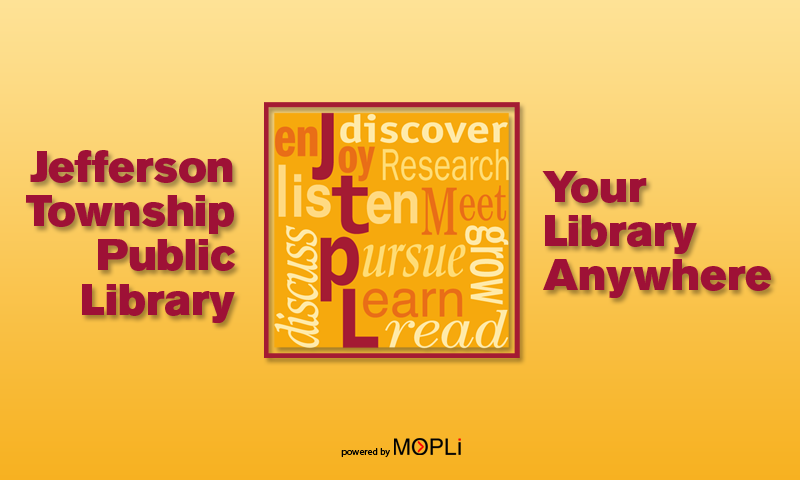 Jefferson
Township
Public
Library
enJoy
discover
Research
listen
Meet
discuss
pursue
grow
Learn
read
Your
Library
Anywhere
powered by MOPLi